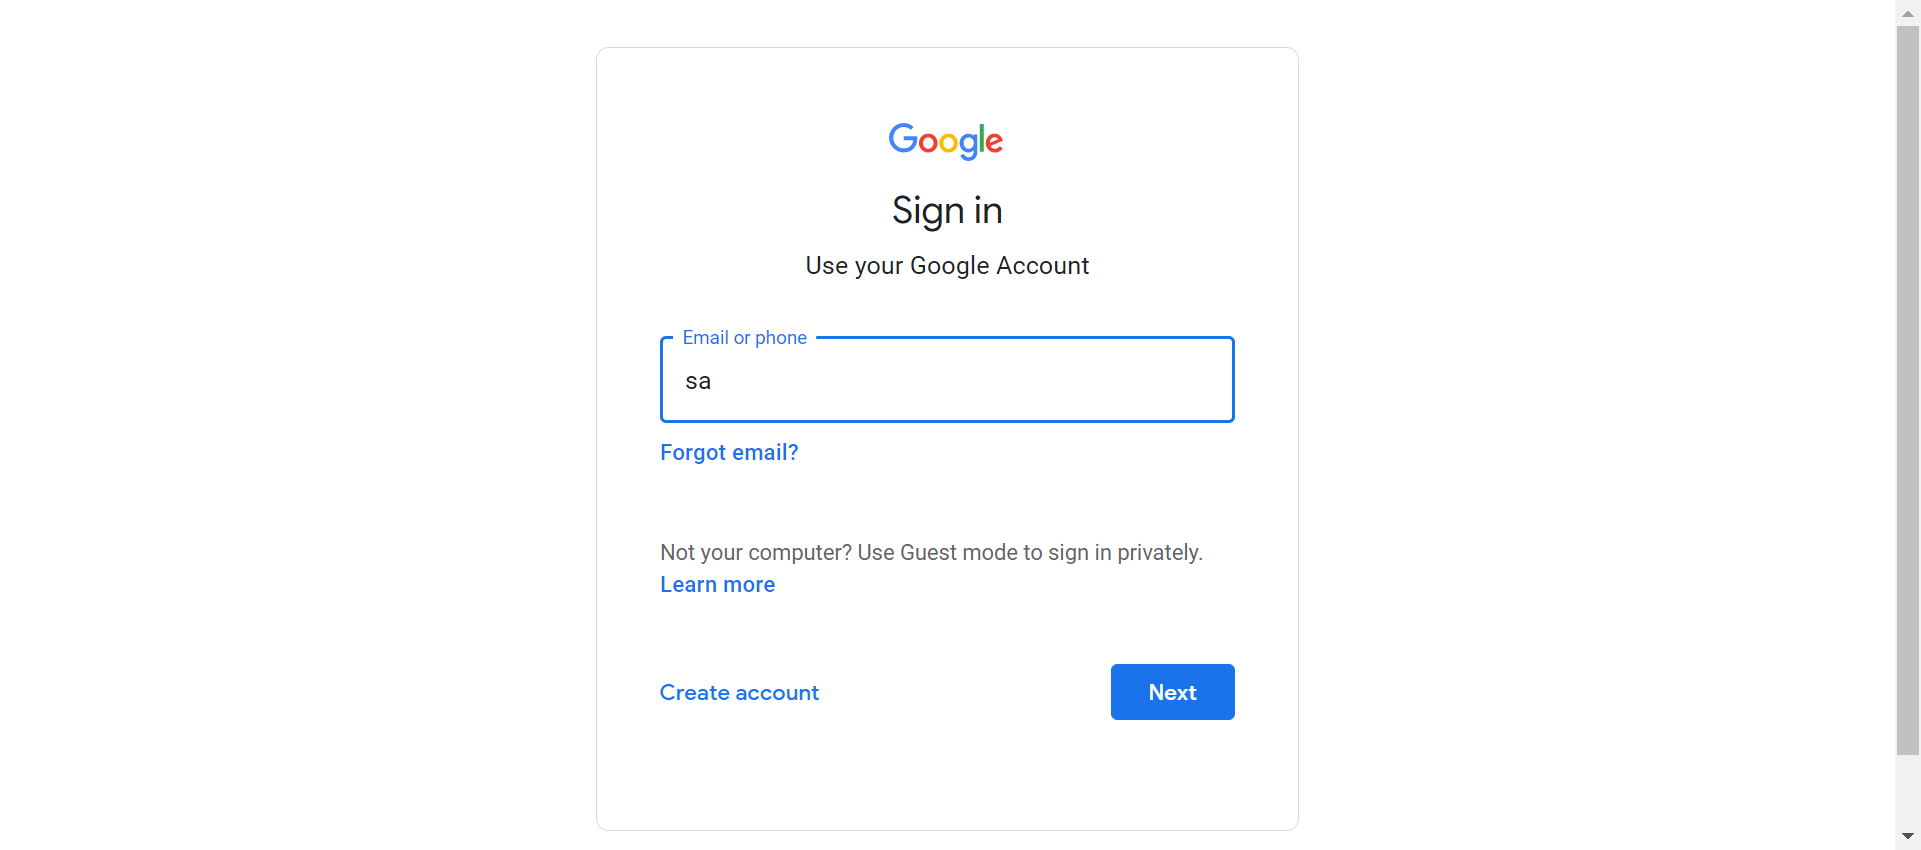 Google
Sign in
Use your Google Account
Email or phone
sa
Forgot email?
Not your computer? Use Guest mode to sign in privately.
Learn more
Create account
Next